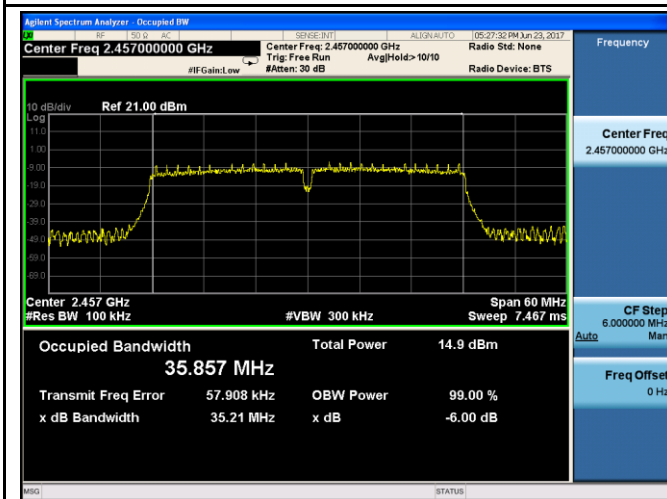 Agilent Spectrum Analyzer - Occupied BW
RF 50 Ω AC SENSE:INT ALIGNAUTO 05:27:32 PM Jun 23, 2017
Center Freq 2.457000000 GHz Center Freq: 2.457000000 GHz Radio Std: None
Trig: Free Run Avg|Hold:>10/10
#IFGain:Low #Atten: 30 dB Radio Device: BTS
10 dB/div Ref 21.00 dBm
Log
11.0
1.00
-9.00
-19.0
-29.0
-39.0
-49.0
-59.0
-69.0
Center 2.457 GHz Span 60 MHz
#Res BW 100 kHz #VBW 300 kHz Sweep 7.467 ms
Occupied Bandwidth Total Power 14.9 dBm
35.857 MHz
Transmit Freq Error 57.908 kHz OBW Power 99.00 %
x dB Bandwidth 35.21 MHz x dB -6.00 dB
MSG STATUS
Frequency
Center Freq
2.457000000 GHz
CF Step
6.000000 MHz
Auto Man
Freq Offset
0 Hz